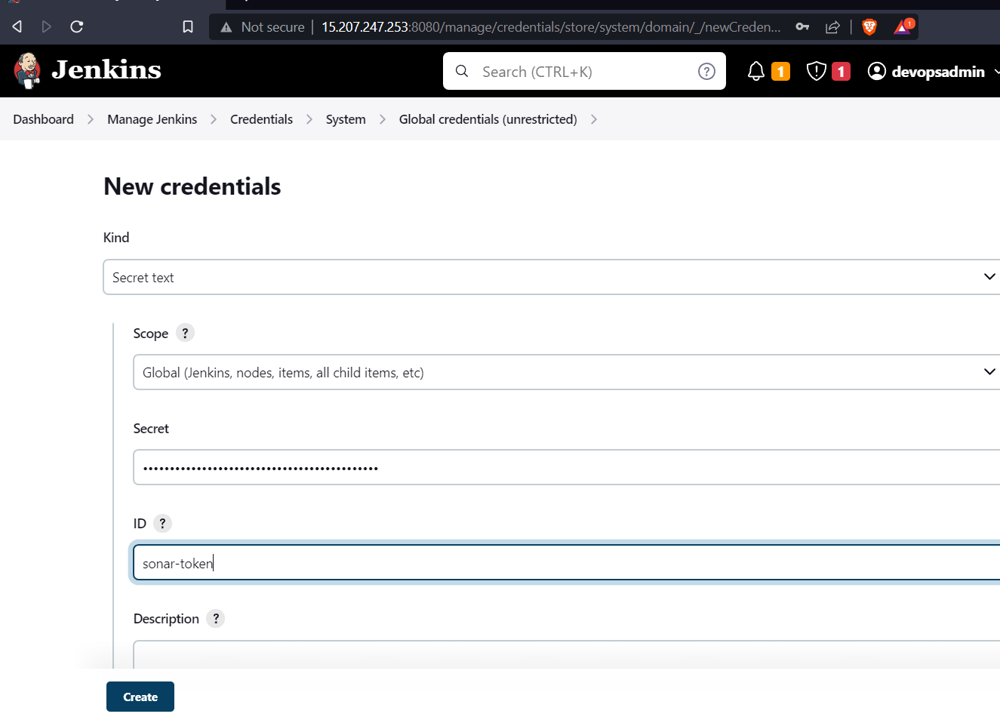 Not secure | 15.207.247.253:8080/manage/credentials/store/system/domain/_/newCreden... 1
Jenkins Search (CTRL+K) ? 1 1 devopsadmin
Dashboard > Manage Jenkins > Credentials > System > Global credentials (unrestricted) >
New credentials
Kind
Secret text
Scope ?
Global (Jenkins, nodes, items, all child items, etc)
Secret
••••••••••••••••••••••••••••••••••••••••••••
ID ?
sonar-token
Description ?
Create